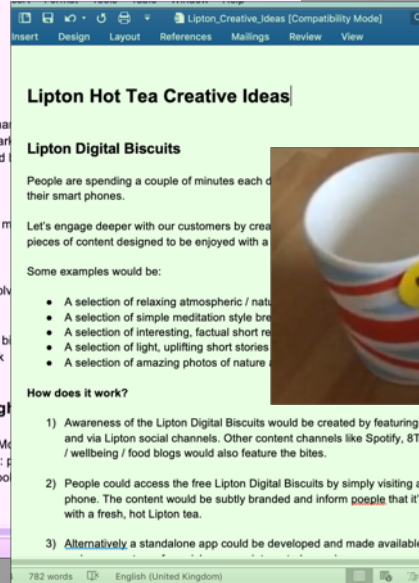 Lipton_Creative_Ideas [Compatibility Mode]
Insert Design Layout References Mailings Review View
Lipton Hot Tea Creative Ideas
Lipton Digital Biscuits
People are spending a couple of minutes each
their smart phones.
Let's engage deeper with our customers by
pieces of content designed to be enjoyed with a
Some examples would be:
• A selection of relaxing atmospheric /
• A selection of simple meditation style
• A selection of interesting, factual short
• A selection of light, uplifting short stories
• A selection of amazing photos of nature
How does it work?
1) Awareness of the Lipton Digital Biscuits would be created by featuring
and via Lipton social channels. Other content channels like Spotify,
/ wellbeing / food blogs would also feature the bites.
2) People could access the free Lipton Digital Biscuits by simply visiting
phone. The content would be subtly branded and inform poeple that it'
with a fresh, hot Lipton tea.
3) Alternatively a standalone app could be developed and made available
782 words English (United Kingdom)